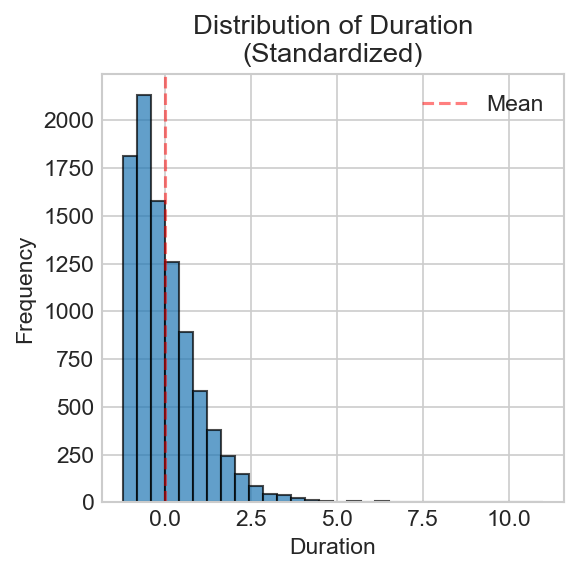 Distribution of Duration
(Standardized)
Mean
Frequency
2000
1750
1500
1250
1000
750
500
250
0
0.0 2.5 5.0 7.5 10.0
Duration